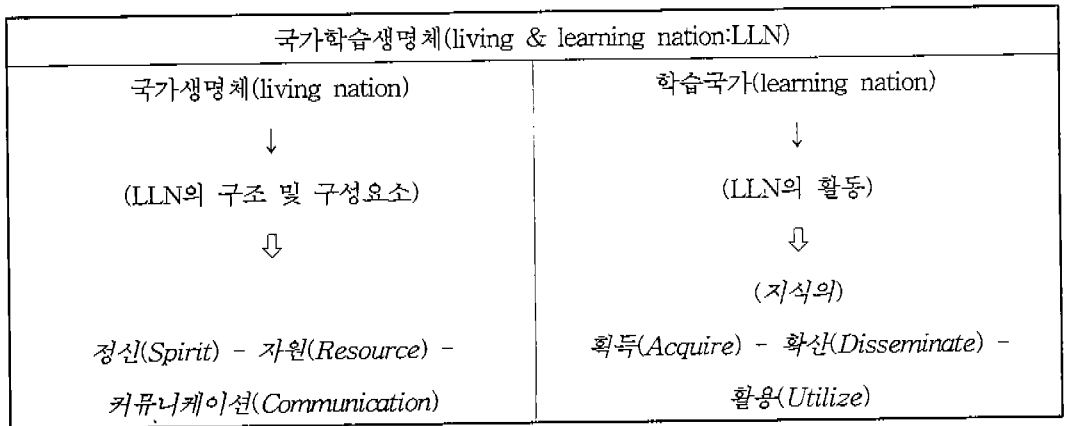 국가학습생명체(living & learning nation:LLN)
국가생명체(living nation)
↓
(LLN의 구조 및 구성요소)
⇩
정신(Spirit) - 자원(Resource) -
커뮤니케이션(Communication)
학습국가(learning nation)
↓
(LLN의 활동)
⇩
(지식의)
획득(Acquire) - 확산(Disseminate) -
활용(Utilize)